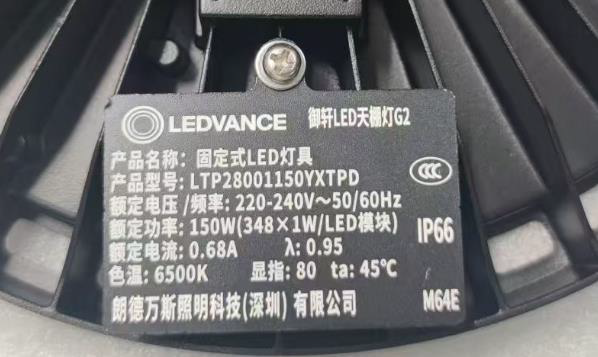 LEDVANCE 御轩LED天棚灯G2
产品名称: 固定式LED灯具
产品型号: LTP28001150YXTPD
额定电压/频率: 220-240V~50/60Hz
额定功率: 150W(348×1W/LED模块)
额定电流: 0.68A λ: 0.95
IP66
色温: 6500K 显指: 80 ta: 45℃
朗德万斯照明科技(深圳)有限公司 M64E